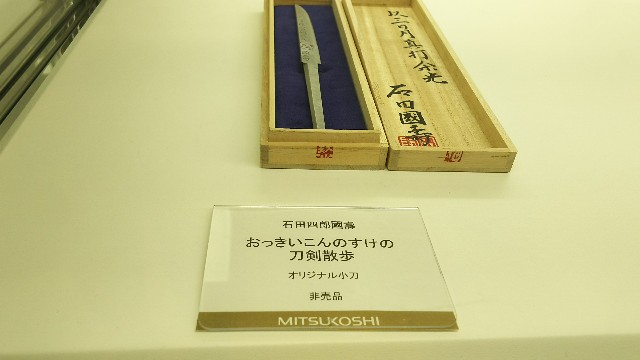 石田國壽
石田四郎國壽
おっきいこんのすけの
刀剣散歩
オリジナル小刀
非売品
MITSUKOSHI